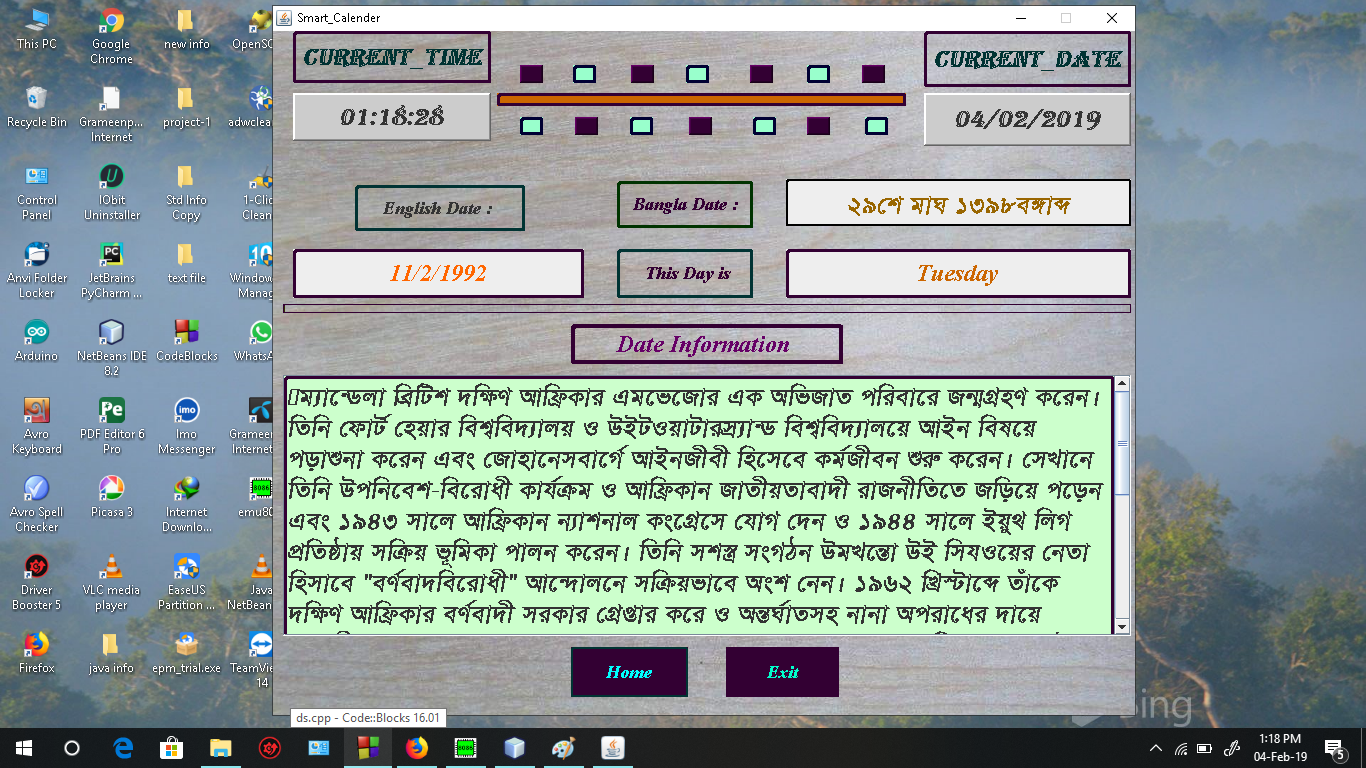 This PC
Google Chrome
new info
OpenSC
Recycle Bin
Grameenp... Internet
project-1
adwclea
Control Panel
IObit Uninstaller
Std Info Copy
1-Clic Clean
Anvi Folder Locker
JetBrains PyCharm ...
text file
Window Manag
Arduino
NetBeans IDE 8.2
CodeBlocks
WhatsA
Avro Keyboard
PDF Editor 6 Pro
Imo Messenger
Grameen Internet
Avro Spell Checker
Picasa 3
Internet Downlo...
emu80
Driver Booster 5
VLC media player
EaseUS Partition ...
Java NetBean
Firefox
java info
epm_trial.exe
TeamVie 14
Smart_Calender
CURRENT_TIME
CURRENT_DATE
01:18:28
04/02/2019
English Date :
Bangla Date :
২৯শে মাঘ ১৩৯৮বঙ্গাব্দ
11/2/1992
This Day is
Tuesday
Date Information
ম্যান্ডেলা ব্রিটিশ দক্ষিণ আফ্রিকার এমভেজোর এক অভিজাত পরিবারে জন্মগ্রহণ করেন।
তিনি ফোর্ট হেয়ার বিশ্ববিদ্যালয় ও উইটওয়াটারস্র্যান্ড বিশ্ববিদ্যালয়ে আইন বিষয়ে
পড়াশুনা করেন এবং জোহানেসবার্গে আইনজীবী হিসেবে কর্মজীবন শুরু করেন। সেখানে
তিনি উপনিবেশ-বিরোধী কার্যক্রম ও আফ্রিকান জাতীয়তাবাদী রাজনীতিতে জড়িয়ে পড়েন
এবং ১৯৪৩ সালে আফ্রিকান ন্যাশনাল কংগ্রেসে যোগ দেন ও ১৯৪৪ সালে ইয়ুথ লিগ
প্রতিষ্ঠায় সক্রিয় ভূমিকা পালন করেন। তিনি সশস্ত্র সংগঠন উমখন্তো উই সিযওয়ের নেতা
হিসাবে "বর্ণবাদবিরোধী" আন্দোলনে সক্রিয়ভাবে অংশ নেন। ১৯৬২ খ্রিস্টাব্দে তাঁকে
দক্ষিণ আফ্রিকার বর্ণবাদী সরকার গ্রেপ্তার করে ও অন্তর্ঘাতসহ নানা অপরাধের দায়ে
Home
Exit
ds.cpp - Code::Blocks 16.01
Bing
1:18 PM
04-Feb-19
5